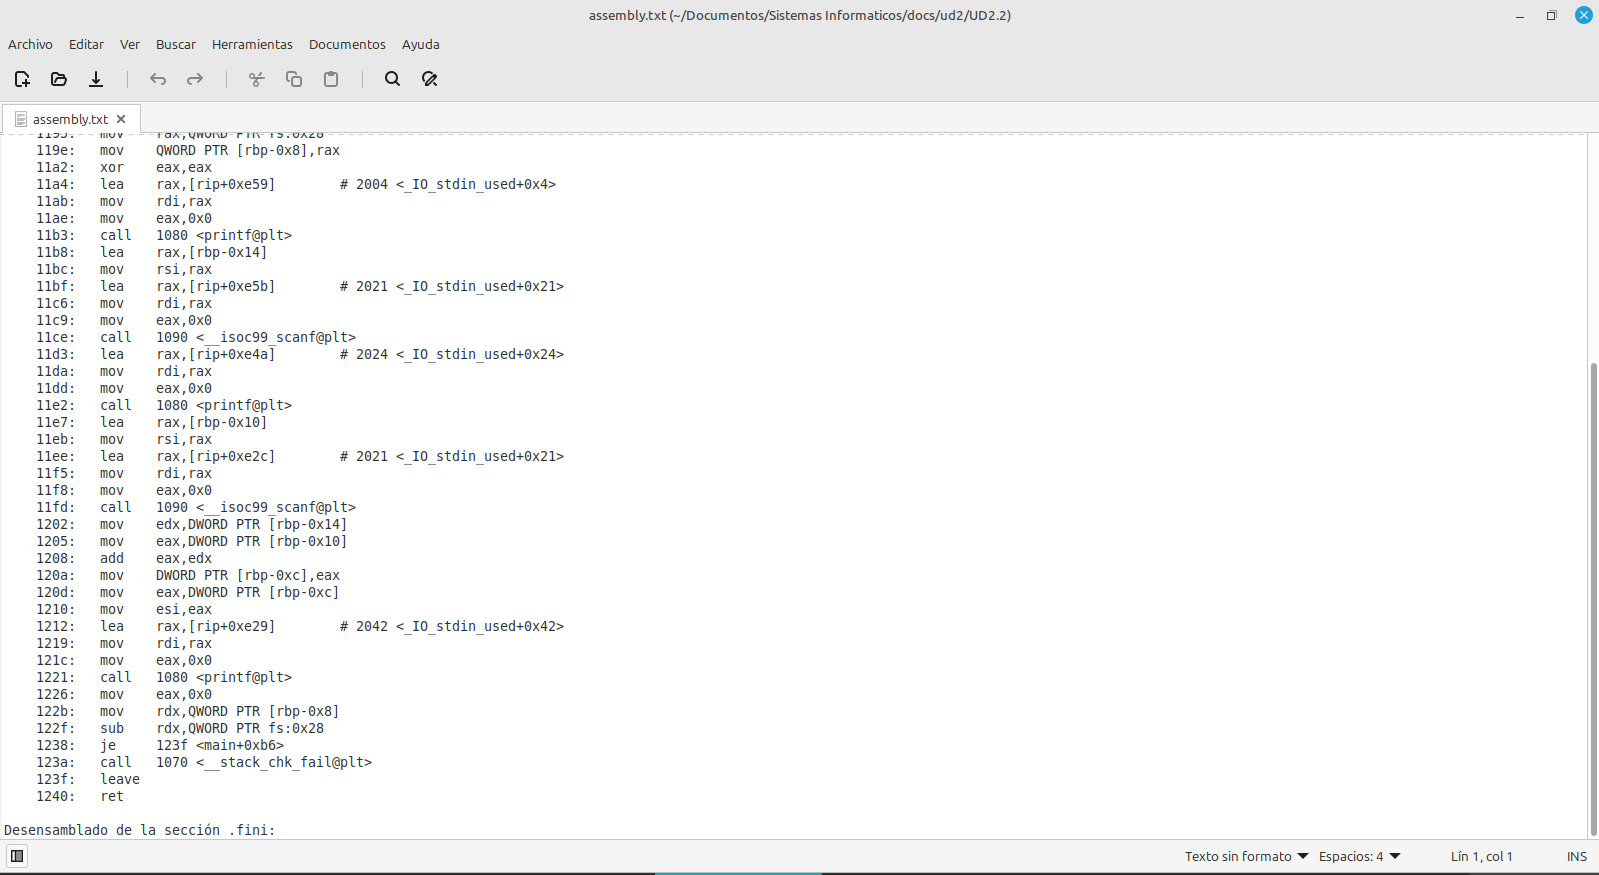 assembly.txt (~/Documentos/Sistemas Informaticos/docs/ud2/UD2.2)
Archivo Editar Ver Buscar Herramientas Documentos Ayuda
assembly.txt
1195: mov rax,QWORD PTR fs:0x28
119e: mov QWORD PTR [rbp-0x8],rax
11a2: xor eax,eax
11a4: lea rax,[rip+0xe59] # 2004 <_IO_stdin_used+0x4>
11ab: mov rdi,rax
11ae: mov eax,0x0
11b3: call 1080 <printf@plt>
11b8: lea rax,[rbp-0x14]
11bc: mov rsi,rax
11bf: lea rax,[rip+0xe5b] # 2021 <_IO_stdin_used+0x21>
11c6: mov rdi,rax
11c9: mov eax,0x0
11ce: call 1090 <__isoc99_scanf@plt>
11d3: lea rax,[rip+0xe4a] # 2024 <_IO_stdin_used+0x24>
11da: mov rdi,rax
11dd: mov eax,0x0
11e2: call 1080 <printf@plt>
11e7: lea rax,[rbp-0x10]
11eb: mov rsi,rax
11ee: lea rax,[rip+0xe2c] # 2021 <_IO_stdin_used+0x21>
11f5: mov rdi,rax
11f8: mov eax,0x0
11fd: call 1090 <__isoc99_scanf@plt>
1202: mov edx,DWORD PTR [rbp-0x14]
1205: mov eax,DWORD PTR [rbp-0x10]
1208: add eax,edx
120a: mov DWORD PTR [rbp-0xc],eax
120d: mov eax,DWORD PTR [rbp-0xc]
1210: mov esi,eax
1212: lea rax,[rip+0xe29] # 2042 <_IO_stdin_used+0x42>
1219: mov rdi,rax
121c: mov eax,0x0
1221: call 1080 <printf@plt>
1226: mov eax,0x0
122b: mov rdx,QWORD PTR [rbp-0x8]
122f: sub rdx,QWORD PTR fs:0x28
1238: je 123f <main+0xb6>
123a: call 1070 <__stack_chk_fail@plt>
123f: leave
1240: ret
Desensamblado de la sección .fini:
Texto sin formato Espacios: 4 Lín 1, col 1 INS